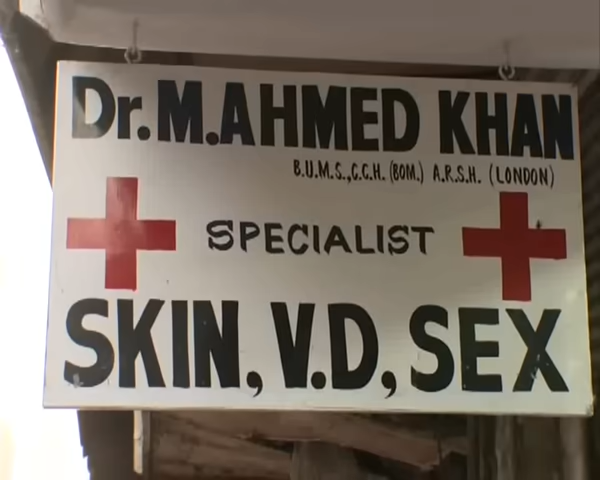 Dr. M. AHMED KHAN
B.U.M.S., C.G.H. (BOM.) A.R.S.H. (LONDON)
SPECIALIST
SKIN, V.D, SEX